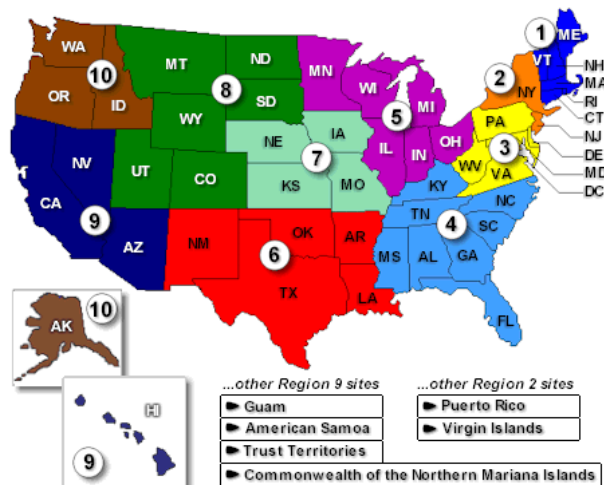 1
ME
WA
VT
10
MT
ND
MN
NH
2
MA
OR
ID
8
SD
WI
NY
RI
MI
CT
WY
5
PA
NJ
IA
NE
OH
3
DE
NV
7
IL
IN
WV
MD
UT
CO
VA
DC
KS
MO
KY
CA
NC
9
TN
4
AZ
OK
AR
SC
NM
6
MS
AL
GA
TX
LA
10
AK
FL
...other Region 9 sites
...other Region 2 sites
HI
Guam
Puerto Rico
American Samoa
Virgin Islands
Trust Territories
9
Commonwealth of the Northern Mariana Islands